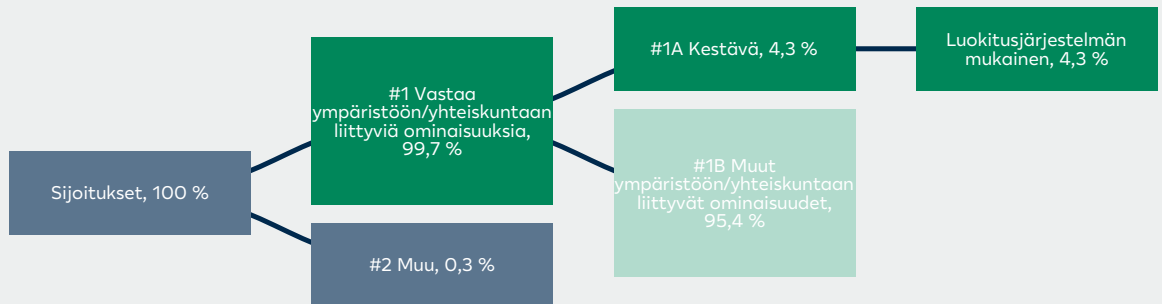 Sijoitukset, 100 %
#1 Vastaa
ympäristöön/yhteiskuntaan
liittyviä ominaisuuksia,
99,7 %
#2 Muu, 0,3 %
#1A Kestävä, 4,3 %
#1B Muut
ympäristöön/yhteiskuntaan
liittyvät ominaisuudet,
95,4 %
Luokitusjärjestelmän
mukainen, 4,3 %